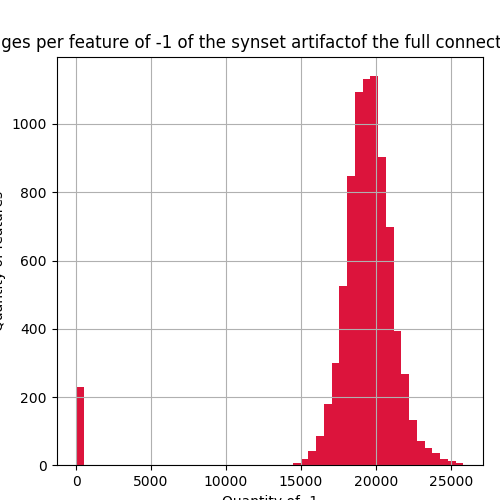 ges per feature of -1 of the synset artifactof the full connect
1000
800
600
400
200
0
Quantity of features
0 5000 10000 15000 20000 25000
Quantity of -1